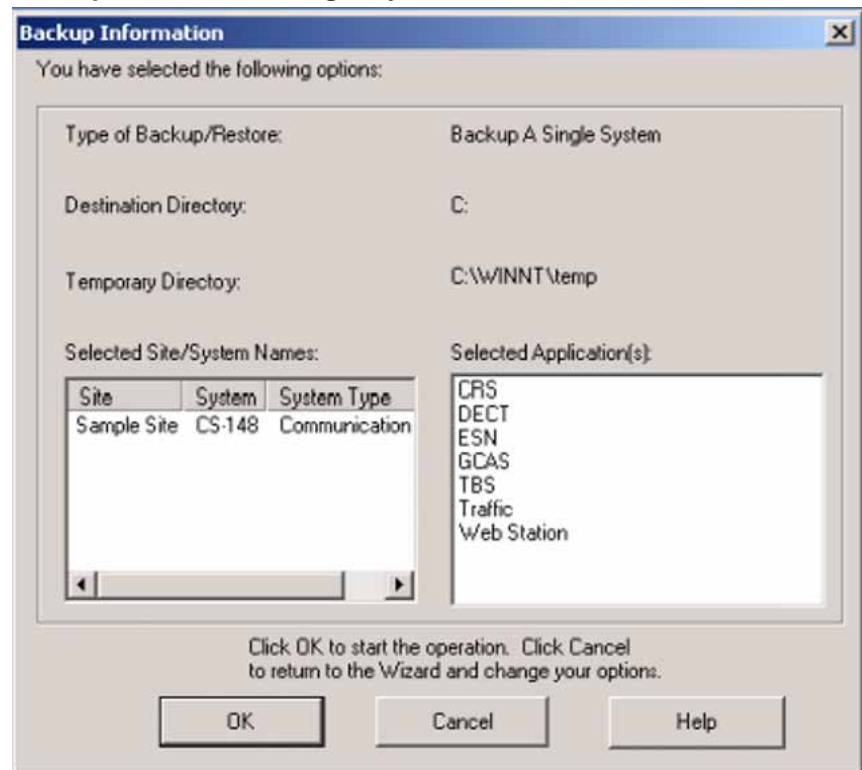 Backup Information
You have selected the following options:
Type of Backup/Restore: Backup A Single System
Destination Directory: C:
Temporary Directoy: C:\WINNT\temp
Selected Site/System Names: Selected Application(s):
Site System System Type
Sample Site CS-148 Communication
CRS
DECT
ESN
GCAS
TBS
Traffic
Web Station
Click OK to start the operation. Click Cancel
to return to the Wizard and change your options.
OK Cancel Help